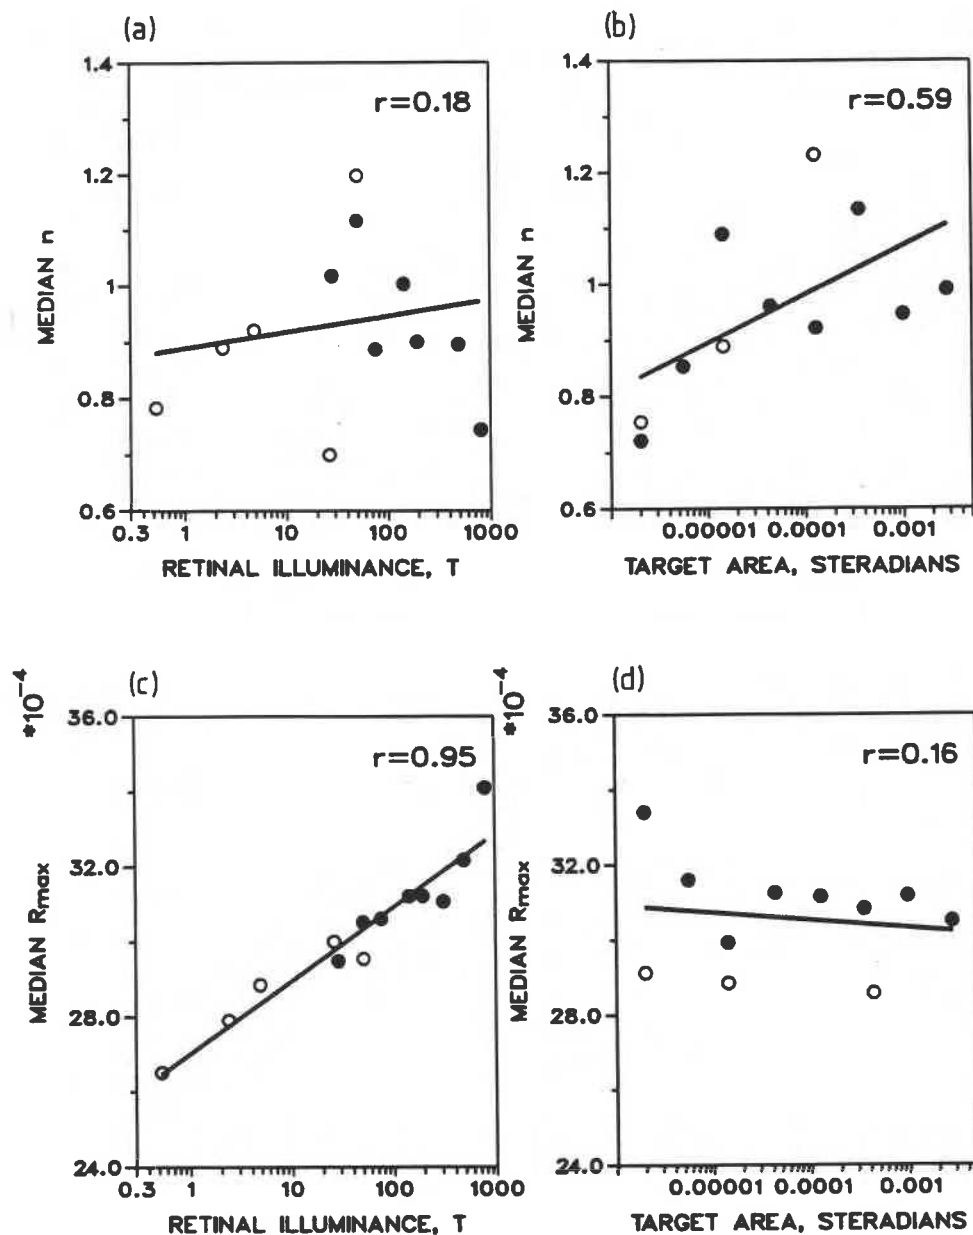 (a)
r=0.18
MEDIAN n
1.4
1.2
1
0.8
0.6
0.3 1 10 100 1000
RETINAL ILLUMINANCE, T
(b)
r=0.59
MEDIAN n
1.4
1.2
1
0.8
0.6
0.00001 0.0001 0.001
TARGET AREA, STERADIANS
(c)
*10⁻⁴
r=0.95
MEDIAN Rmax
36.0
32.0
28.0
24.0
0.3 1 10 100 1000
RETINAL ILLUMINANCE, T
(d)
*10⁻⁴
r=0.16
MEDIAN Rmax
36.0
32.0
28.0
24.0
0.00001 0.0001 0.001
TARGET AREA, STERADIANS